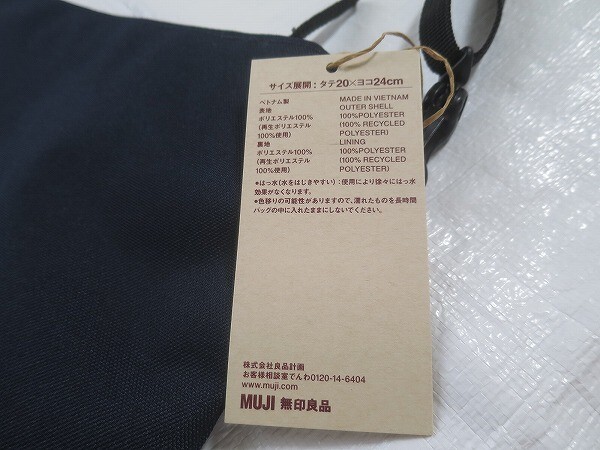 サイズ展開：タテ20×ヨコ24cm
ベトナム製 MADE IN VIETNAM
表地 OUTER SHELL
ポリエステル100% 100%POLYESTER
(再生ポリエステル (100% RECYCLED
100%使用) POLYESTER)
裏地 LINING
ポリエステル100% 100%POLYESTER
(再生ポリエステル (100% RECYCLED
100%使用) POLYESTER)
●はっ水(水をはじきやすい)：使用により徐々にはっ水
効果がなくなります。
●色移りの可能性がありますので、濡れたものを長時間
バッグの中に入れたままにしないでください。
株式会社良品計画
お客様相談室でんわ0120-14-6404
www.muji.com
MUJI 無印良品